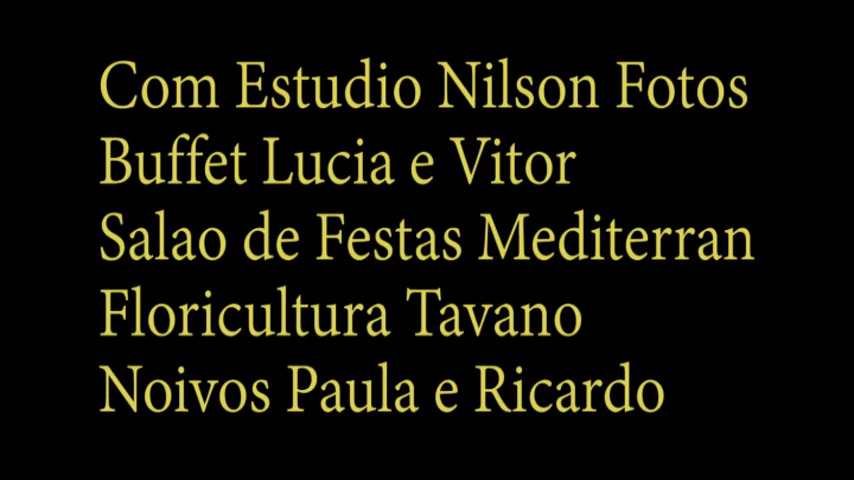 Com Estudio Nilson Fotos
Buffet Lucia e Vitor
Salao de Festas Mediterran
Floricultura Tavano
Noivos Paula e Ricardo